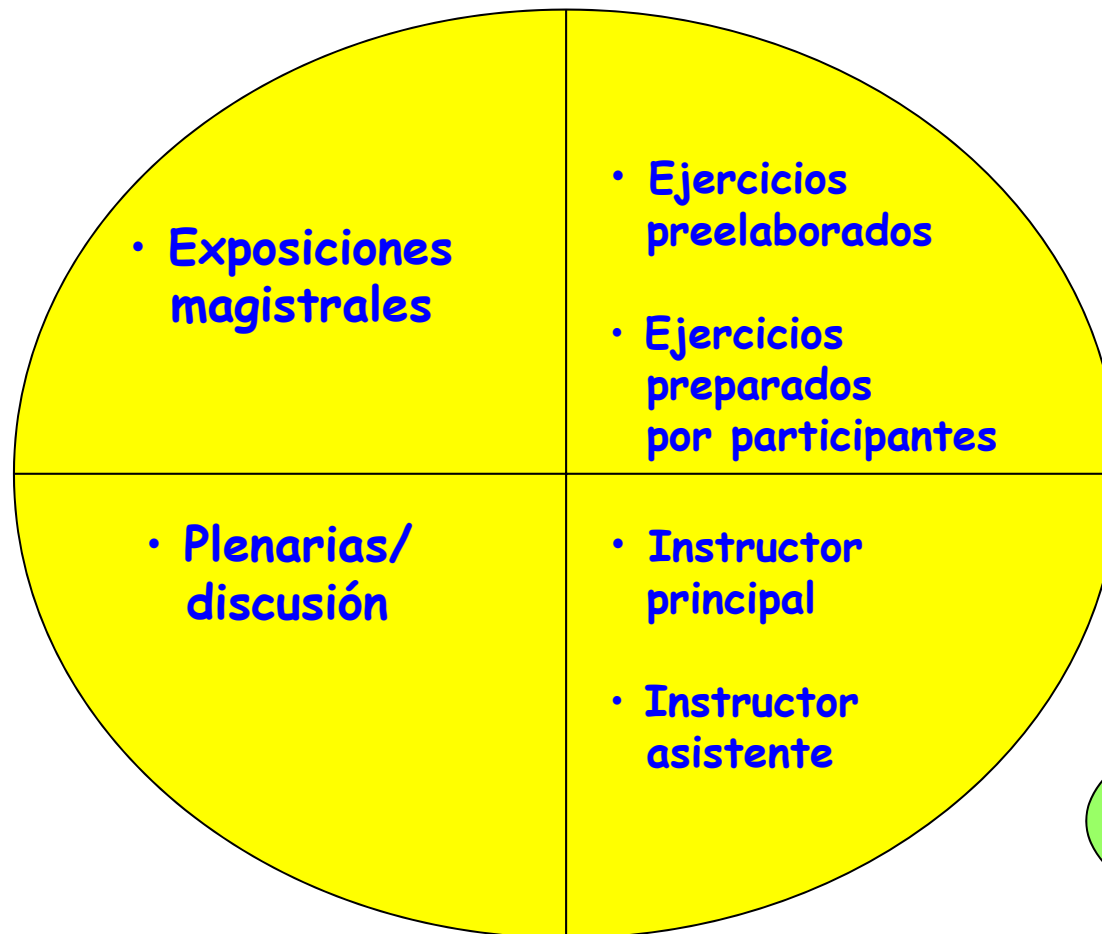 • Exposiciones
magistrales
• Ejercicios
preelaborados
• Ejercicios
preparados
por participantes
• Plenarias/
discusión
• Instructor
principal
• Instructor
asistente